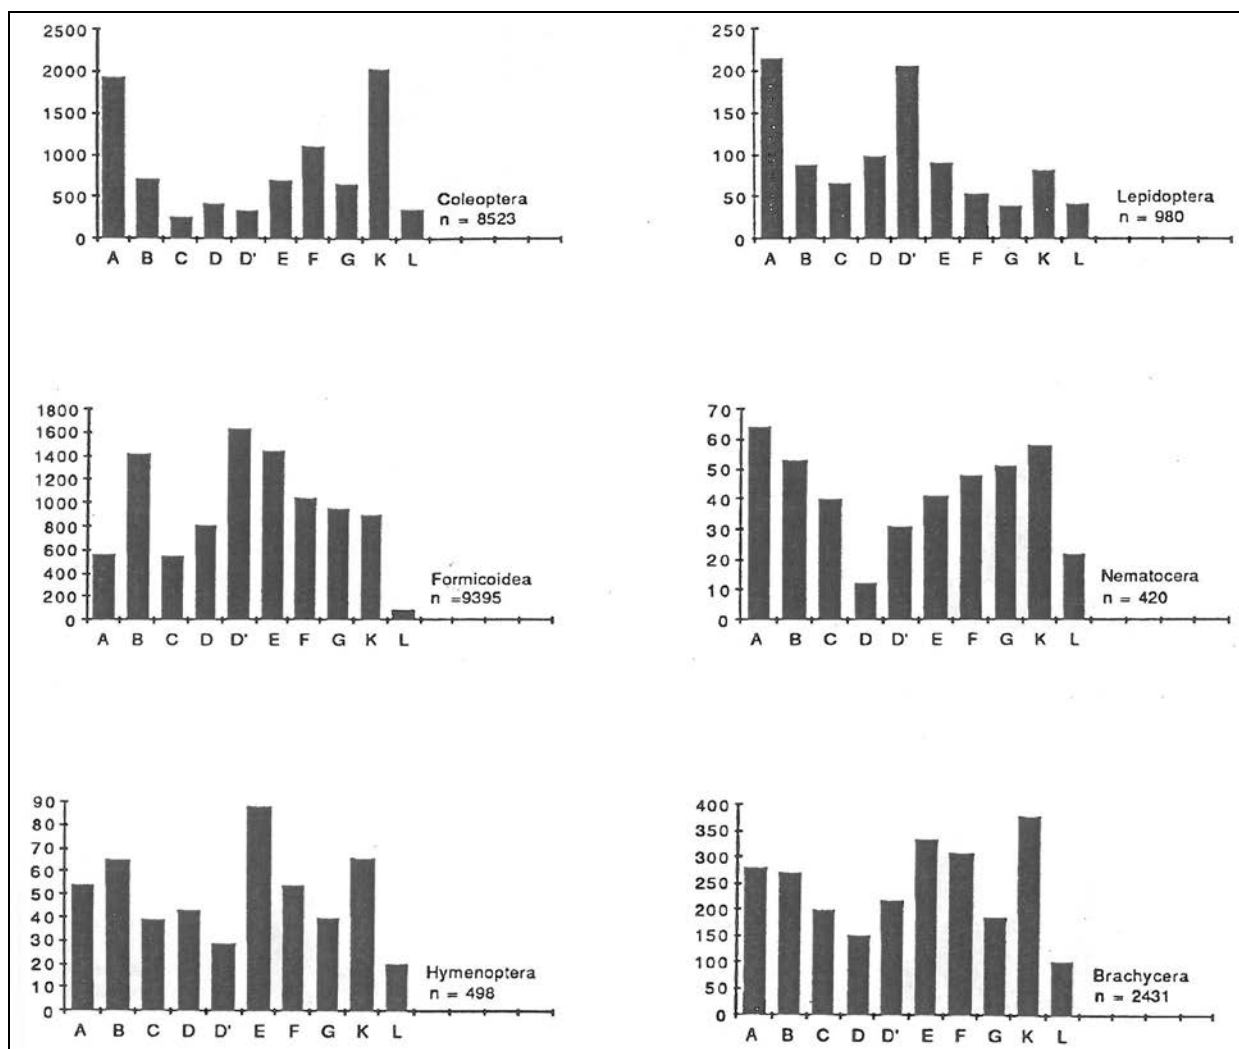 2500
2000
1500
1000
500
0
A B C D D' E F G K L
Coleoptera
n = 8523
250
200
150
100
50
0
A B C D D' E F G K L
Lepidoptera
n = 980
1800
1600
1400
1200
1000
800
600
400
200
0
A B C D D' E F G K L
Formicoidea
n =9395
70
60
50
40
30
20
10
0
A B C D D' E F G K L
Nematocera
n = 420
90
80
70
60
50
40
30
20
10
0
A B C D D' E F G K L
Hymenoptera
n = 498
400
350
300
250
200
150
100
50
0
A B C D D' E F G K L
Brachycera
n = 2431